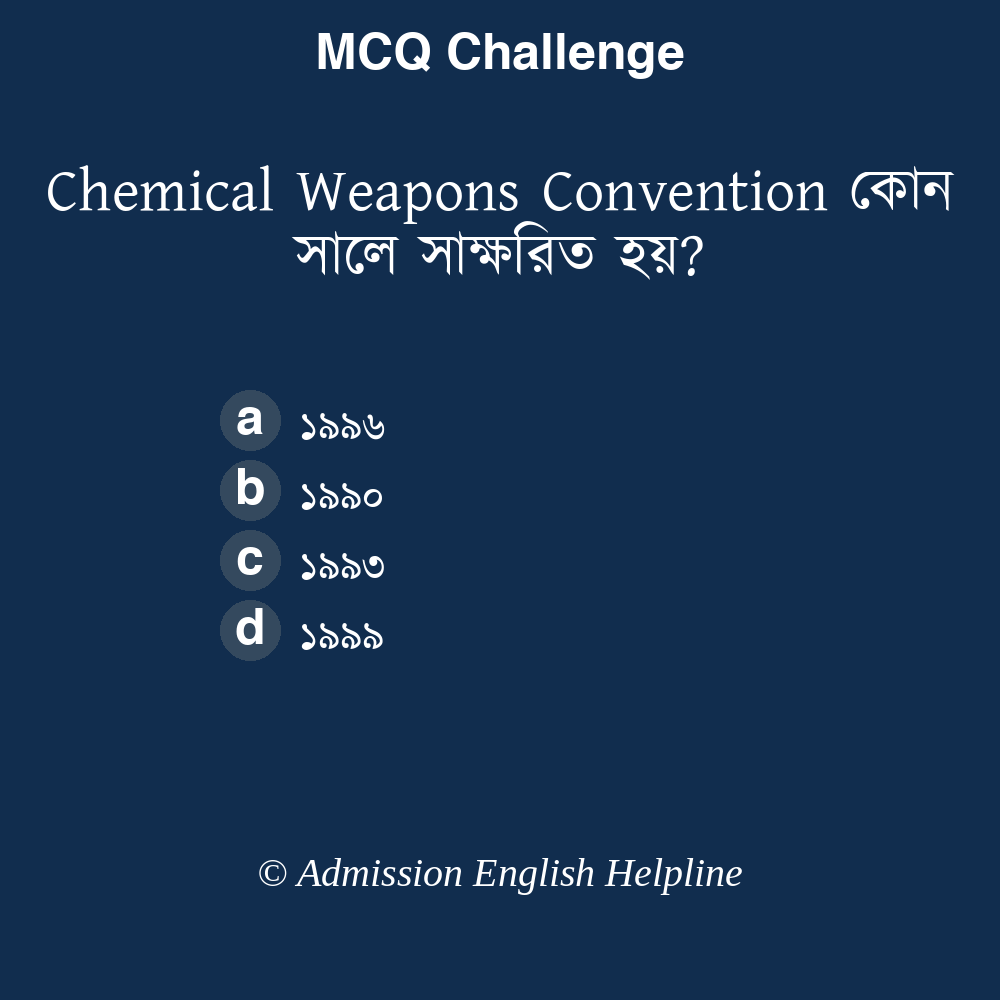 MCQ Challenge
Chemical Weapons Convention কোন
সালে সাক্ষরিত হয়?
a ১৯৯৬
b ১৯৯০
c ১৯৯৩
d ১৯৯৯
© Admission English Helpline